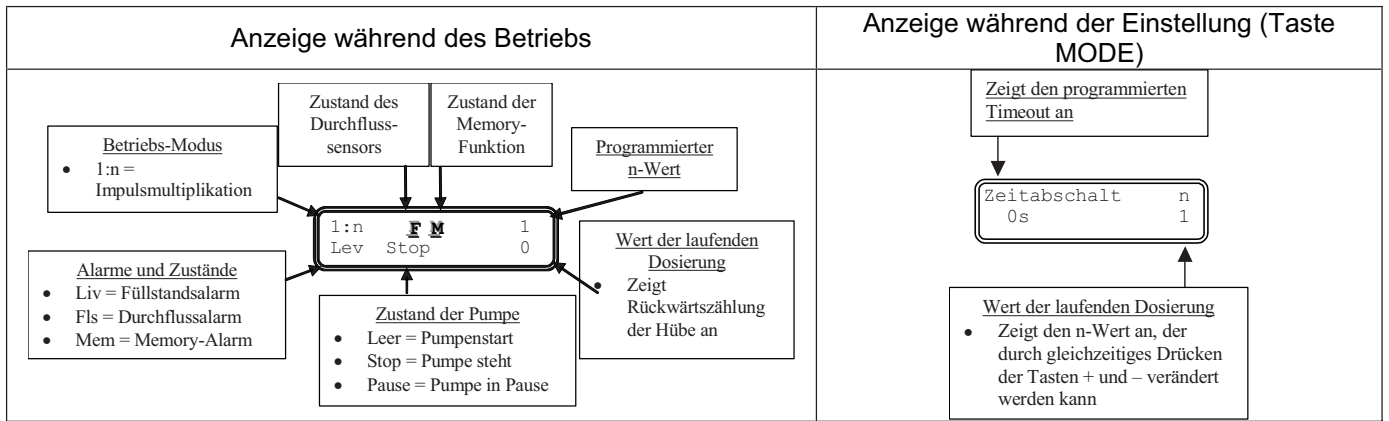 Anzeige während des Betriebs
Anzeige während der Einstellung (Taste
MODE)
Zustand des
Durchfluss-
sensors
Zustand der
Memory-
Funktion
Betriebs-Modus
• 1:n =
Impulsmultiplikation
Programmierter
n-Wert
1:n F M 1
Lev Stop 0
Alarme und Zustände
• Liv = Füllstandsalarm
• Fls = Durchflussalarm
• Mem = Memory-Alarm
Zustand der Pumpe
• Leer = Pumpenstart
• Stop = Pumpe steht
• Pause = Pumpe in Pause
Wert der laufenden
Dosierung
• Zeigt
Rückwärtszählung
der Hübe an
Zeigt den programmierten
Timeout an
Zeitabschalt n
0s 1
Wert der laufenden Dosierung
• Zeigt den n-Wert an, der
durch gleichzeitiges Drücken
der Tasten + und – verändert
werden kann